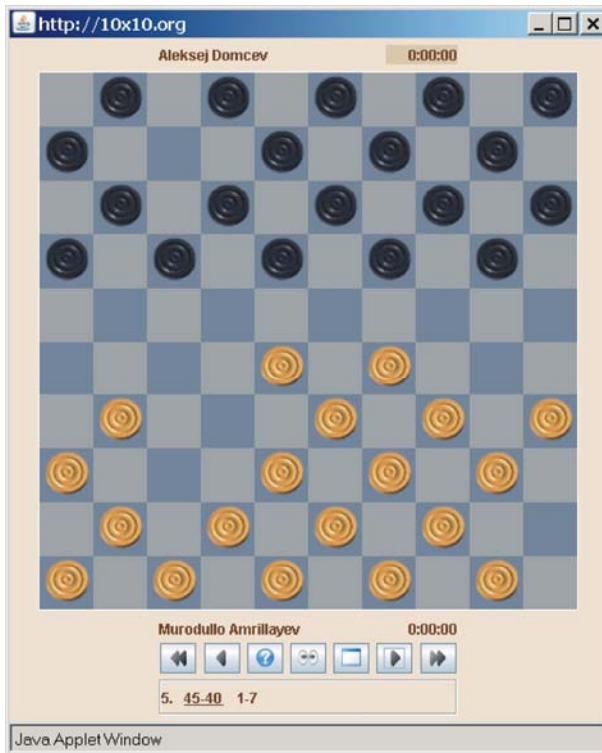 http://10x10.org
Aleksej Domcev 0:00:00
Murodullo Amrillayev 0:00:00
5. 45-40 1-7
Java Applet Window